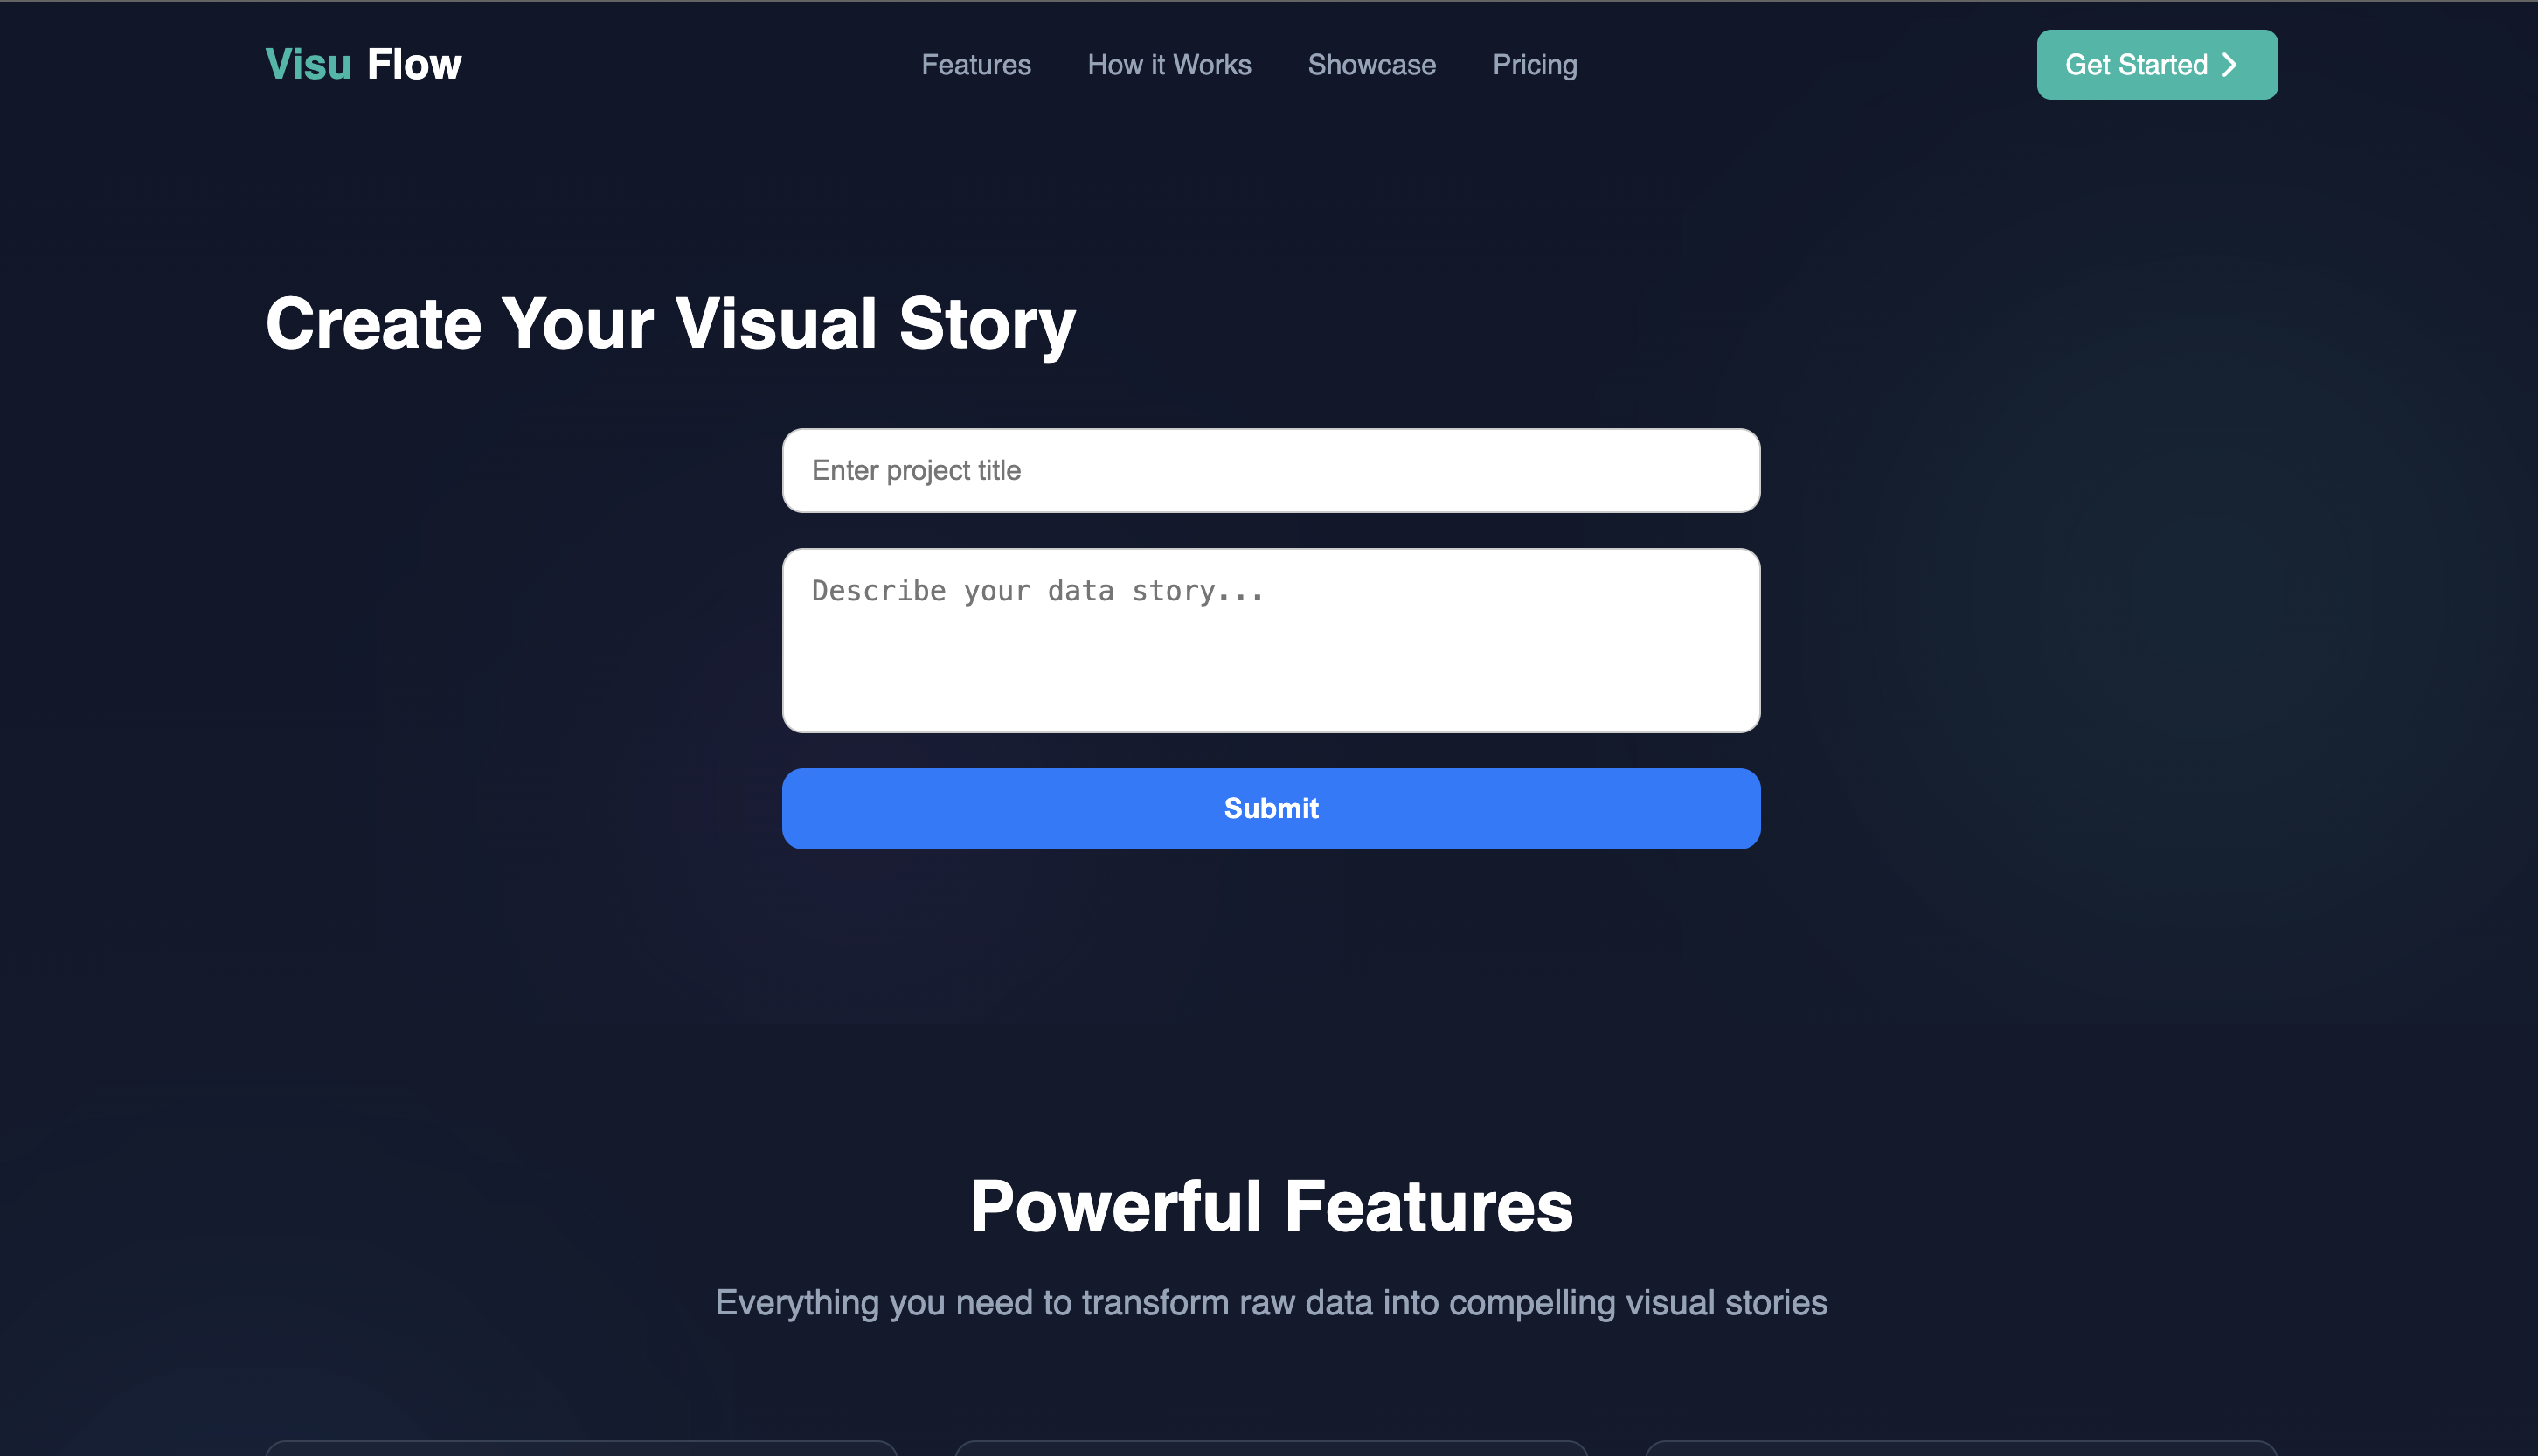 Visu Flow
Features
How it Works
Showcase
Pricing
Get Started
Create Your Visual Story
Enter project title
Describe your data story...
Submit
Powerful Features
Everything you need to transform raw data into compelling visual stories